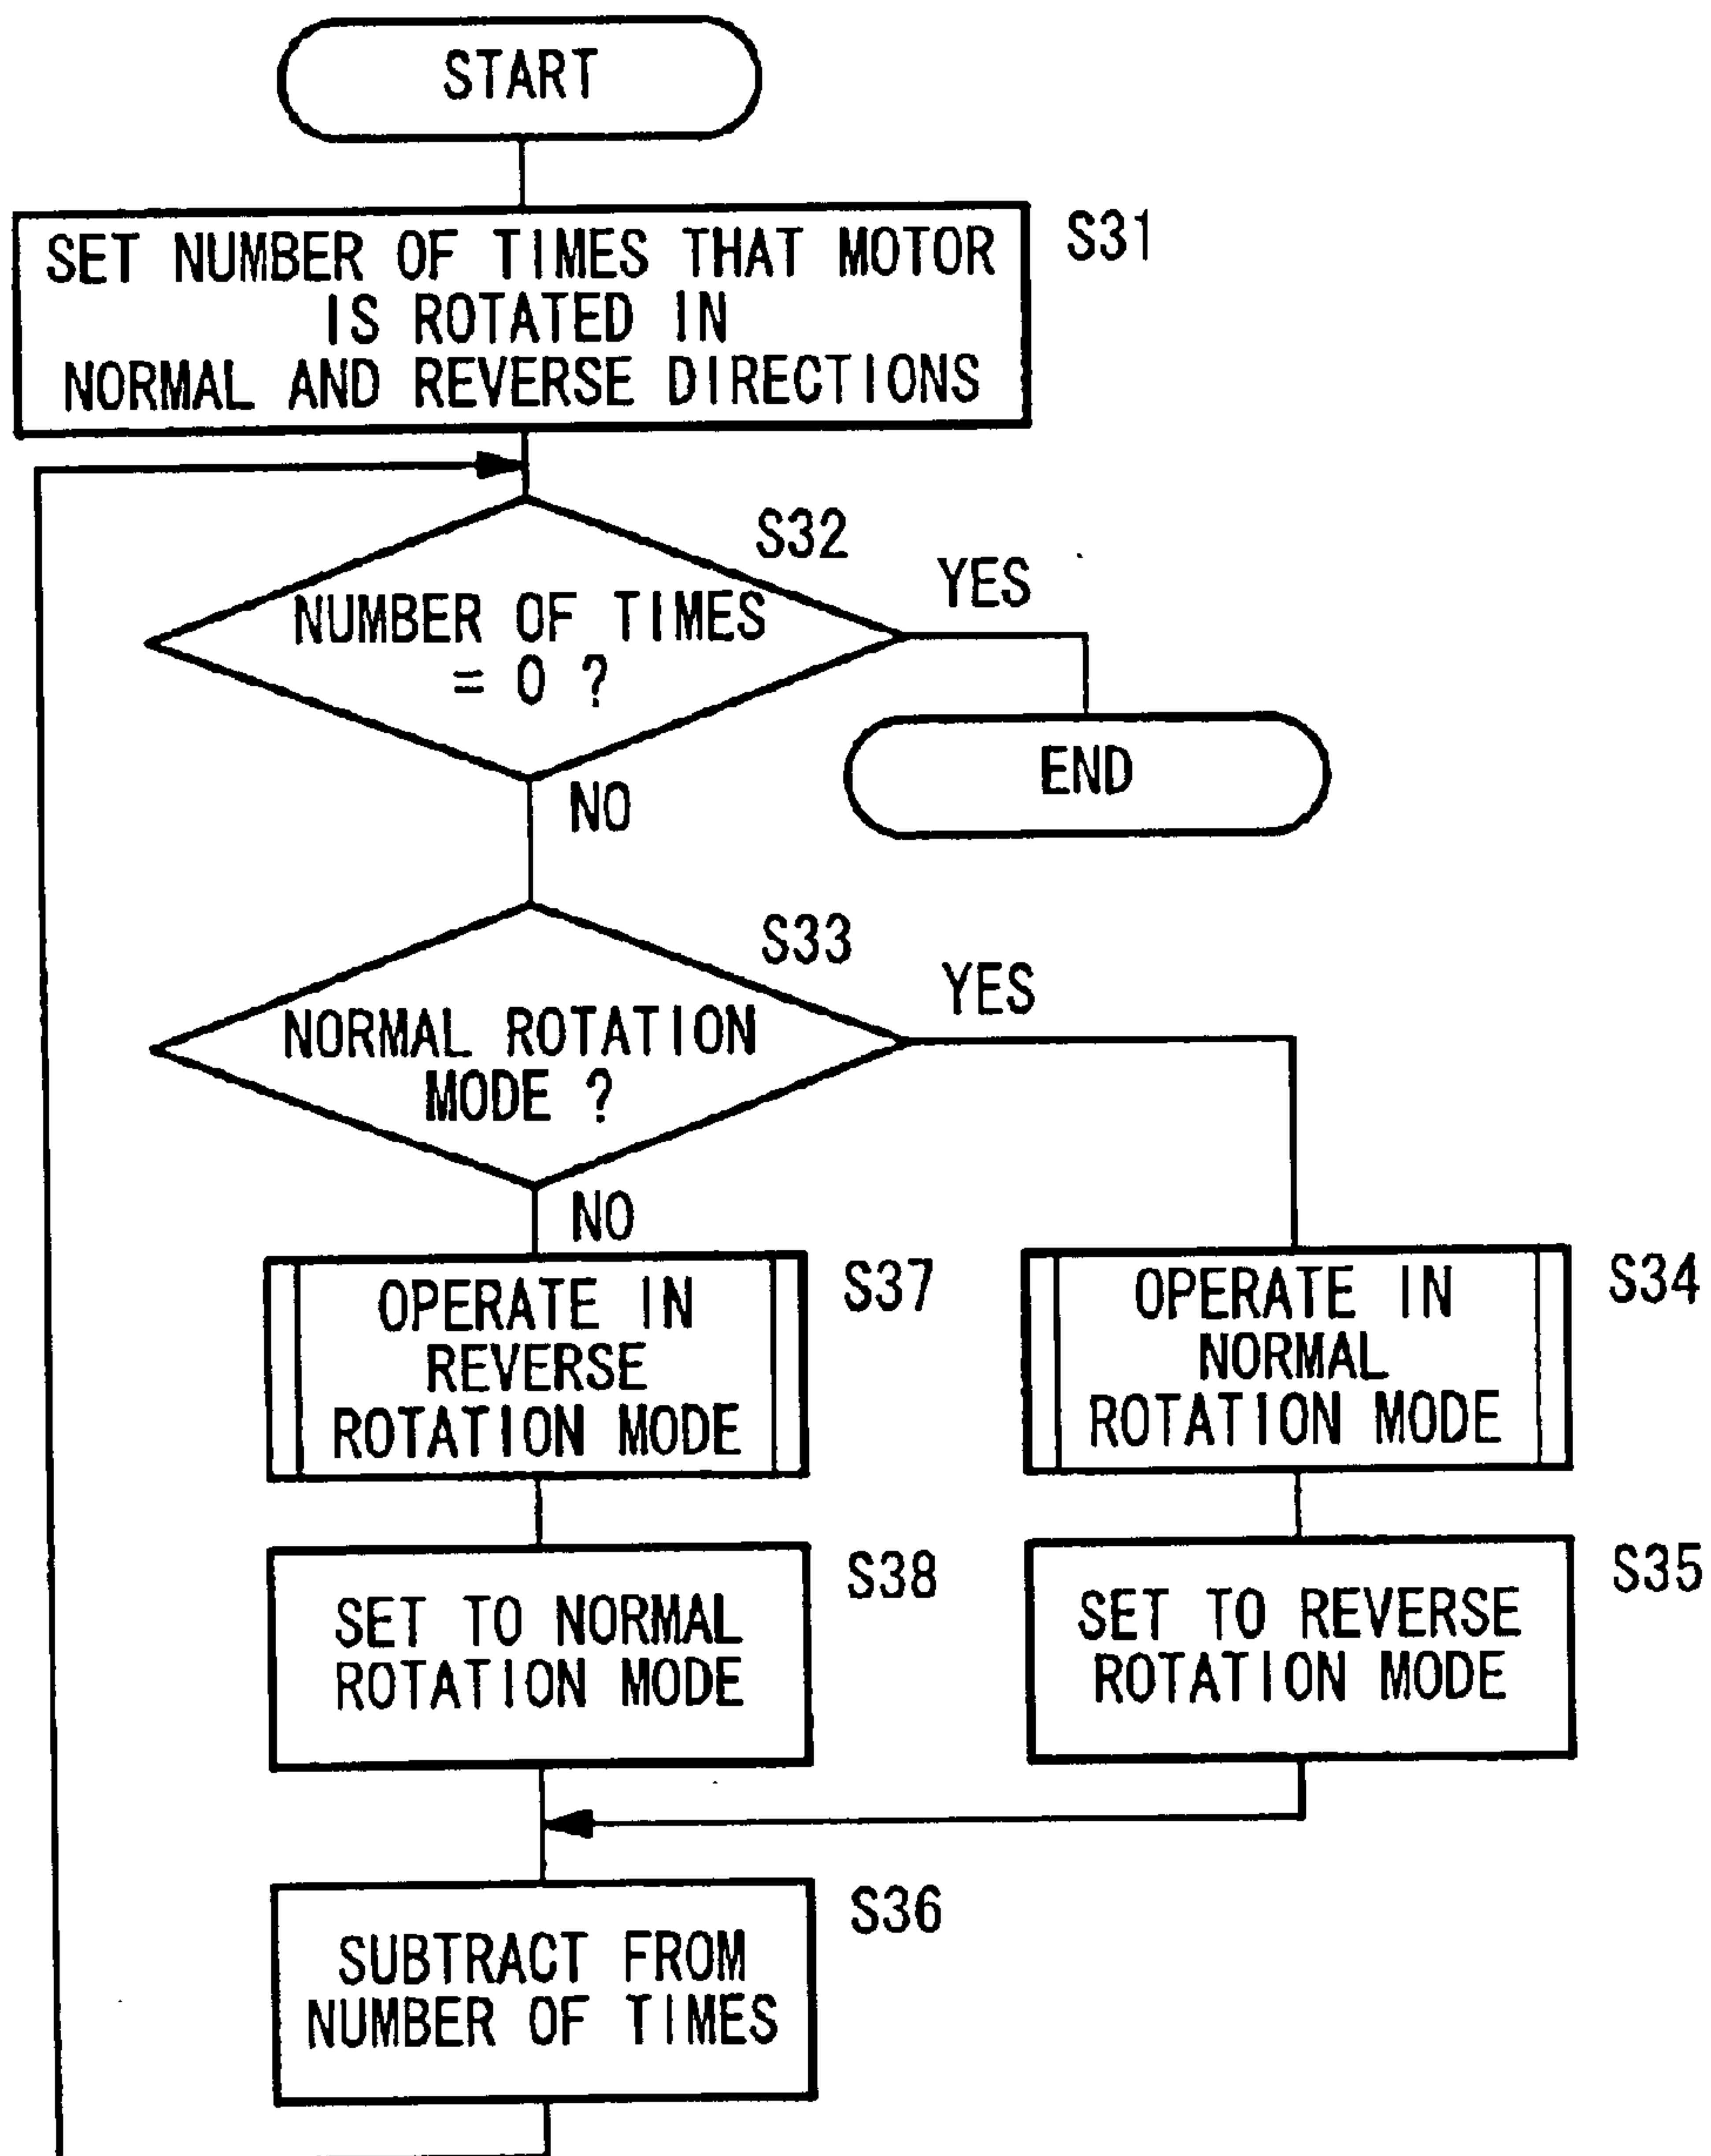 START
SET NUMBER OF TIMES THAT MOTOR
IS ROTATED IN
NORMAL AND REVERSE DIRECTIONS
S31
S32
NUMBER OF TIMES
= 0 ?
YES
END
NO
S33
NORMAL ROTATION
MODE ?
YES
NO
OPERATE IN
REVERSE
ROTATION MODE
S37
OPERATE IN
NORMAL
ROTATION MODE
S34
SET TO NORMAL
ROTATION MODE
S38
SET TO REVERSE
ROTATION MODE
S35
SUBTRACT FROM
NUMBER OF TIMES
S36